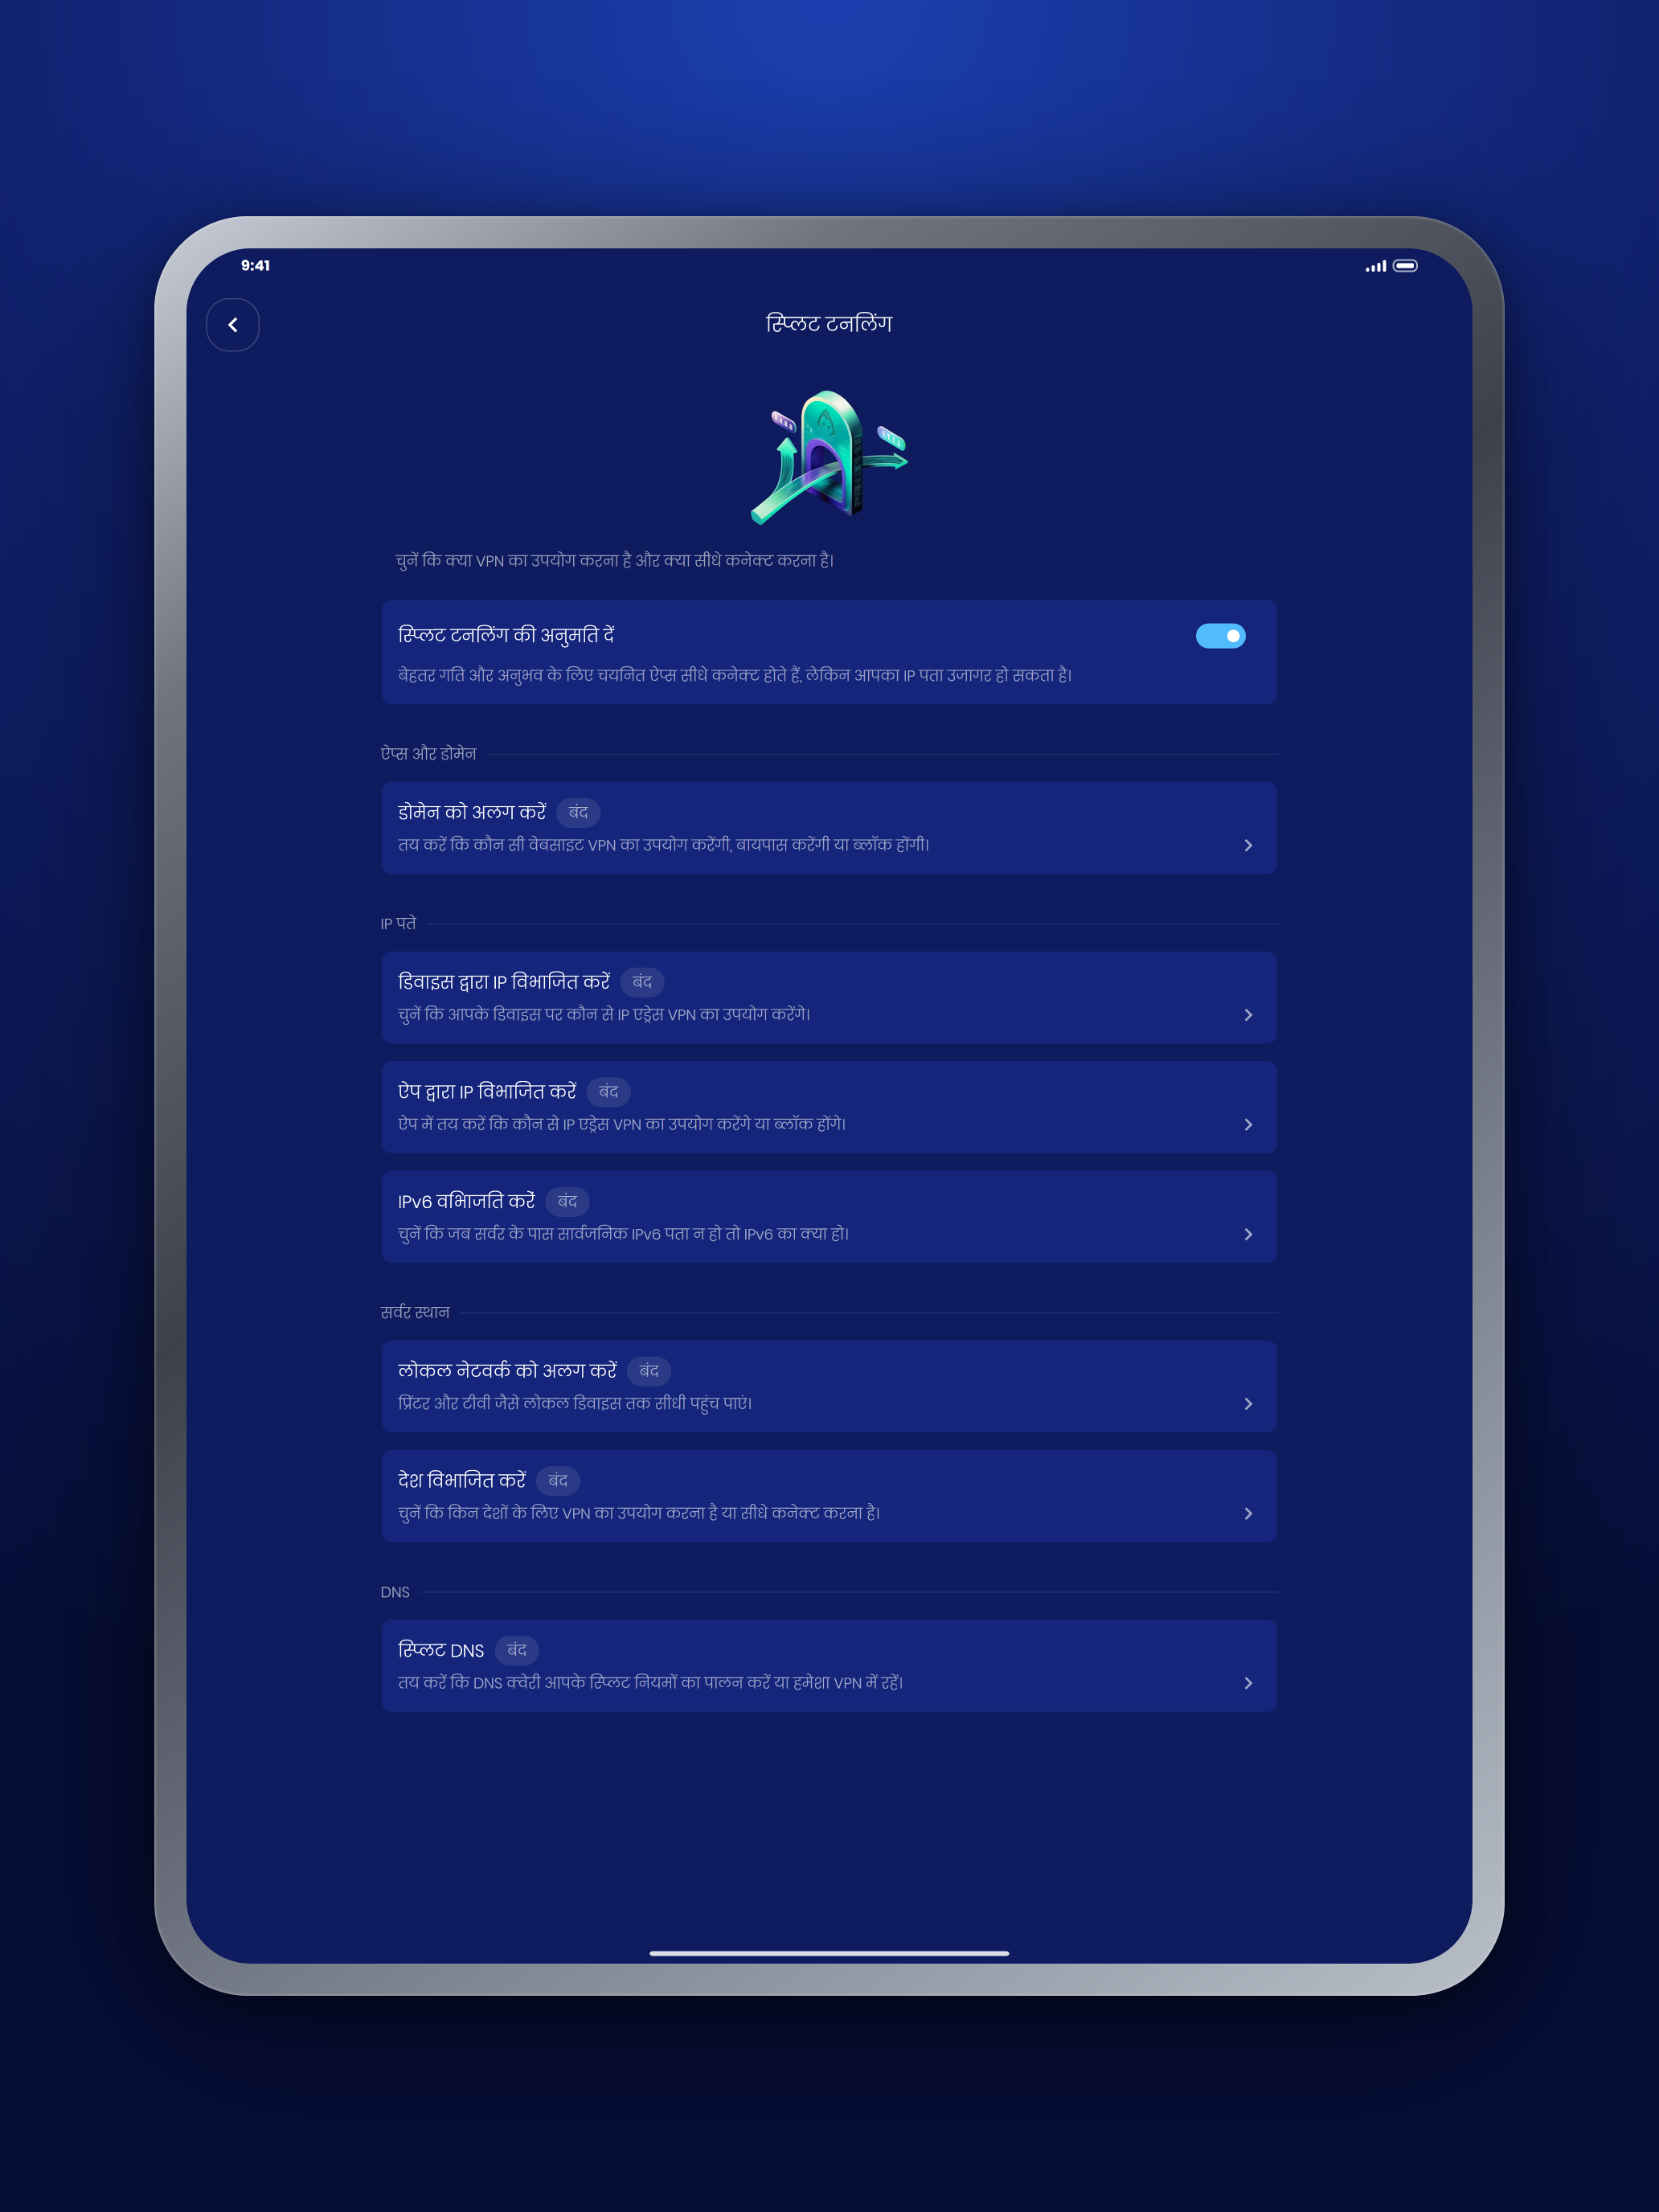 9:41
स्प्लिट टनलिंग
चुनें कि क्या VPN का उपयोग करना है और क्या सीधे कनेक्ट करना है।
स्प्लिट टनलिंग की अनुमति दें
बेहतर गति और अनुभव के लिए चयनित ऐप्स सीधे कनेक्ट होते हैं, लेकिन आपका IP पता उजागर हो सकता है।
ऐप्स और डोमेन
डोमेन को अलग करें बंद
तय करें कि कौन सी वेबसाइट VPN का उपयोग करेंगी, बायपास करेंगी या ब्लॉक होंगी।
IP पते
डिवाइस द्वारा IP विभाजित करें बंद
चुनें कि आपके डिवाइस पर कौन से IP एड्रेस VPN का उपयोग करेंगे।
ऐप द्वारा IP विभाजित करें बंद
ऐप में तय करें कि कौन से IP एड्रेस VPN का उपयोग करेंगे या ब्लॉक होंगे।
IPv6 वभिाजति करें बंद
चुनें कि जब सर्वर के पास सार्वजनिक IPv6 पता न हो तो IPv6 का क्या हो।
सर्वर स्थान
लोकल नेटवर्क को अलग करें बंद
प्रिंटर और टीवी जैसे लोकल डिवाइस तक सीधी पहुंच पाएं।
देश विभाजित करें बंद
चुनें कि किन देशों के लिए VPN का उपयोग करना है या सीधे कनेक्ट करना है।
DNS
स्प्लिट DNS बंद
तय करें कि DNS क्वेरी आपके स्प्लिट नियमों का पालन करें या हमेशा VPN में रहें।